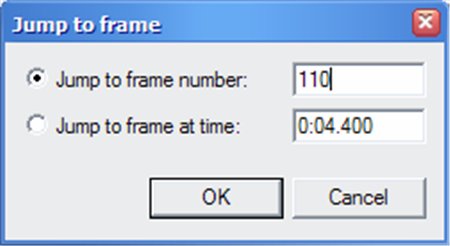 Jump to frame
Jump to frame number: 110
Jump to frame at time: 0:04.400
OK Cancel